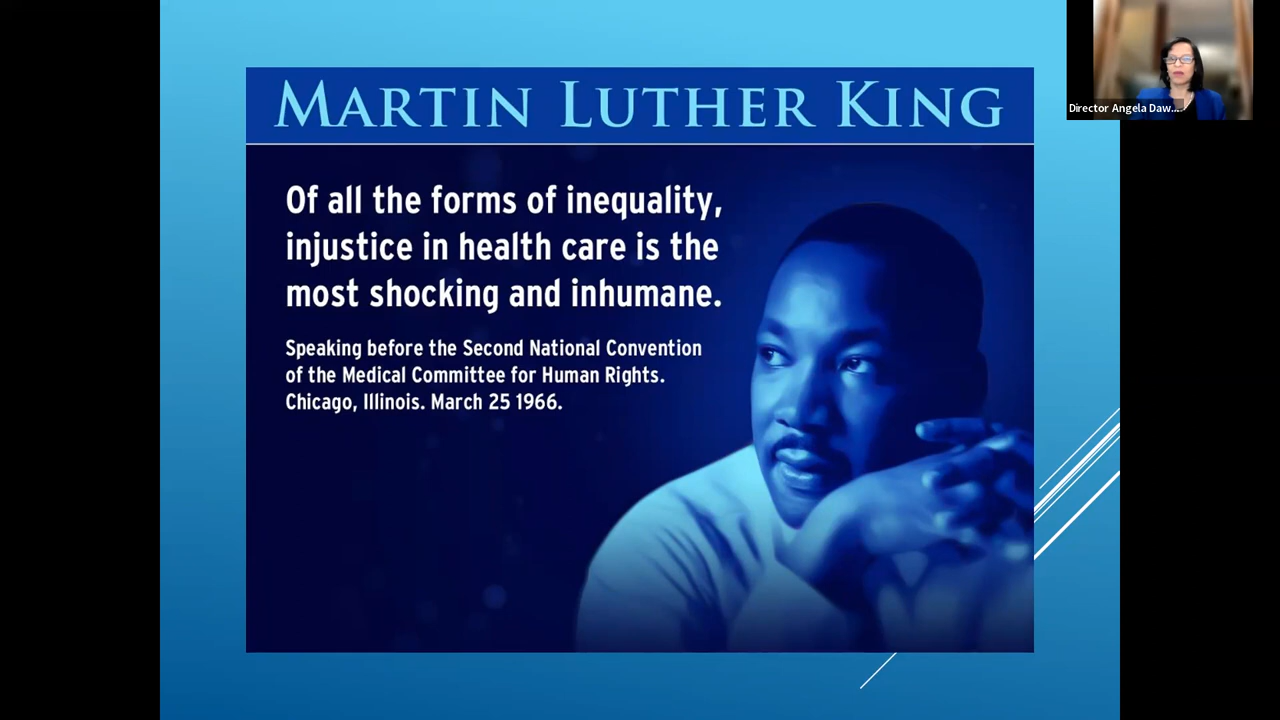 MARTIN LUTHER KING
Of all the forms of inequality,
injustice in health care is the
most shocking and inhumane.
Speaking before the Second National Convention
of the Medical Committee for Human Rights.
Chicago, Illinois. March 25 1966.
Director Angela Daw...